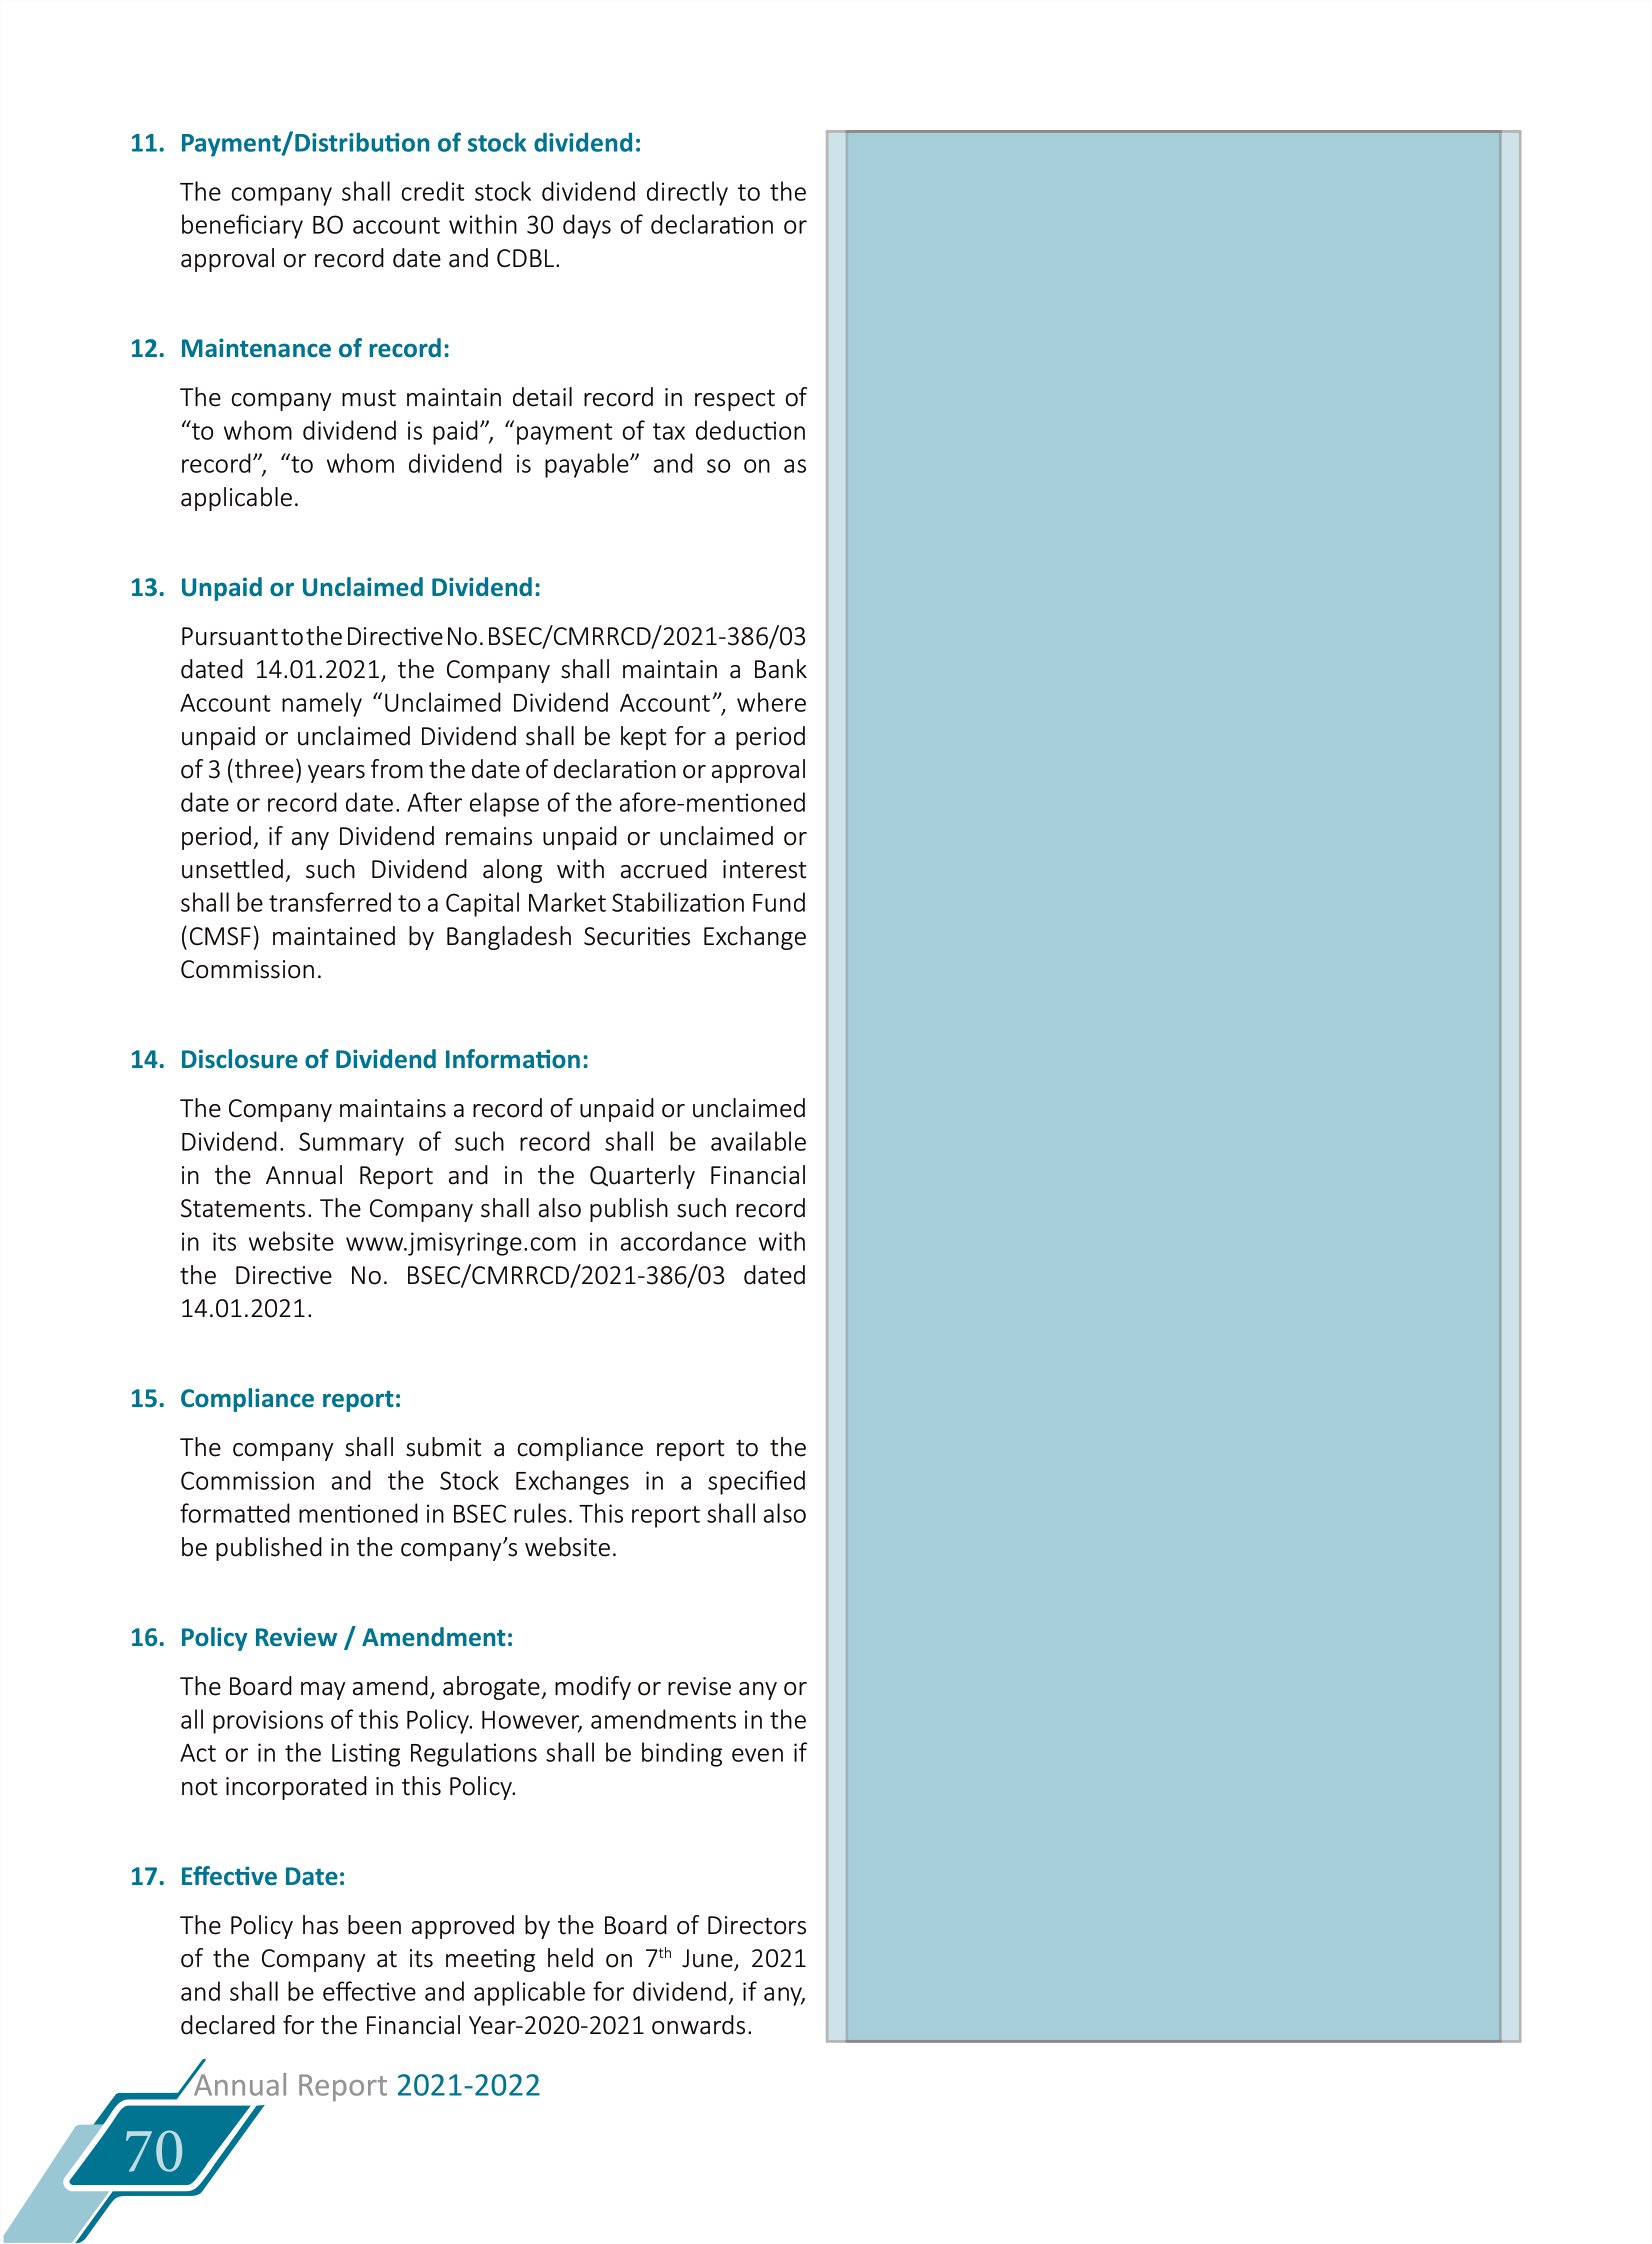 11. Payment/Distribution of stock dividend:
The company shall credit stock dividend directly to the
beneficiary BO account within 30 days of declaration or
approval or record date and CDBL.
12. Maintenance of record:
The company must maintain detail record in respect of
“to whom dividend is paid”, “payment of tax deduction
record”, “to whom dividend is payable” and so on as
applicable.
13. Unpaid or Unclaimed Dividend:
Pursuant to the Directive No. BSEC/CMRRCD/2021-386/03
dated 14.01.2021, the Company shall maintain a Bank
Account namely “Unclaimed Dividend Account”, where
unpaid or unclaimed Dividend shall be kept for a period
of 3 (three) years from the date of declaration or approval
date or record date. After elapse of the afore-mentioned
period, if any Dividend remains unpaid or unclaimed or
unsettled, such Dividend along with accrued interest
shall be transferred to a Capital Market Stabilization Fund
(CMSF) maintained by Bangladesh Securities Exchange
Commission.
14. Disclosure of Dividend Information:
The Company maintains a record of unpaid or unclaimed
Dividend. Summary of such record shall be available
in the Annual Report and in the Quarterly Financial
Statements. The Company shall also publish such record
in its website www.jmisyringe.com in accordance with
the Directive No. BSEC/CMRRCD/2021-386/03 dated
14.01.2021.
15. Compliance report:
The company shall submit a compliance report to the
Commission and the Stock Exchanges in a specified
formatted mentioned in BSEC rules. This report shall also
be published in the company’s website.
16. Policy Review / Amendment:
The Board may amend, abrogate, modify or revise any or
all provisions of this Policy. However, amendments in the
Act or in the Listing Regulations shall be binding even if
not incorporated in this Policy.
17. Effective Date:
The Policy has been approved by the Board of Directors
of the Company at its meeting held on 7th June, 2021
and shall be effective and applicable for dividend, if any,
declared for the Financial Year-2020-2021 onwards.
Annual Report 2021-2022
70